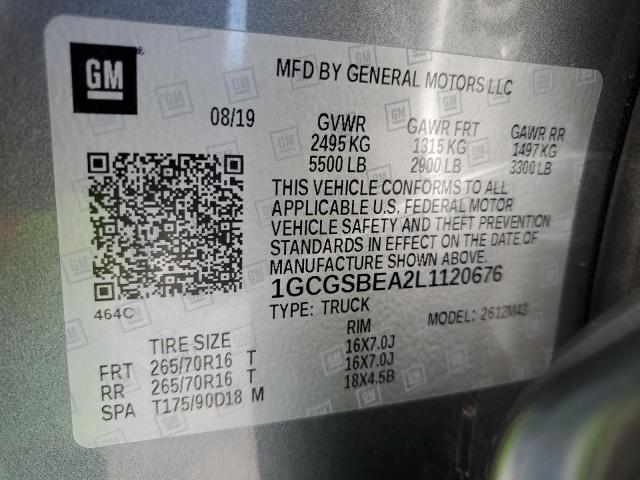 GM
MFD BY GENERAL MOTORS LLC
08/19
GVWR GAWR FRT GAWR RR
2495 KG 1315 KG 1497 KG
5500 LB 2900 LB 3300 LB
THIS VEHICLE CONFORMS TO ALL
APPLICABLE U.S. FEDERAL MOTOR
VEHICLE SAFETY AND THEFT PREVENTION
STANDARDS IN EFFECT ON THE DATE OF
MANUFACTURE SHOWN ABOVE.
1GCGSBEA2L1120676
464C
TYPE: TRUCK MODEL: 2612M43
TIRE SIZE RIM
FRT 265/70R16 T 16X7.0J
RR 265/70R16 T 16X7.0J
SPA T175/90D18 M 18X4.5B